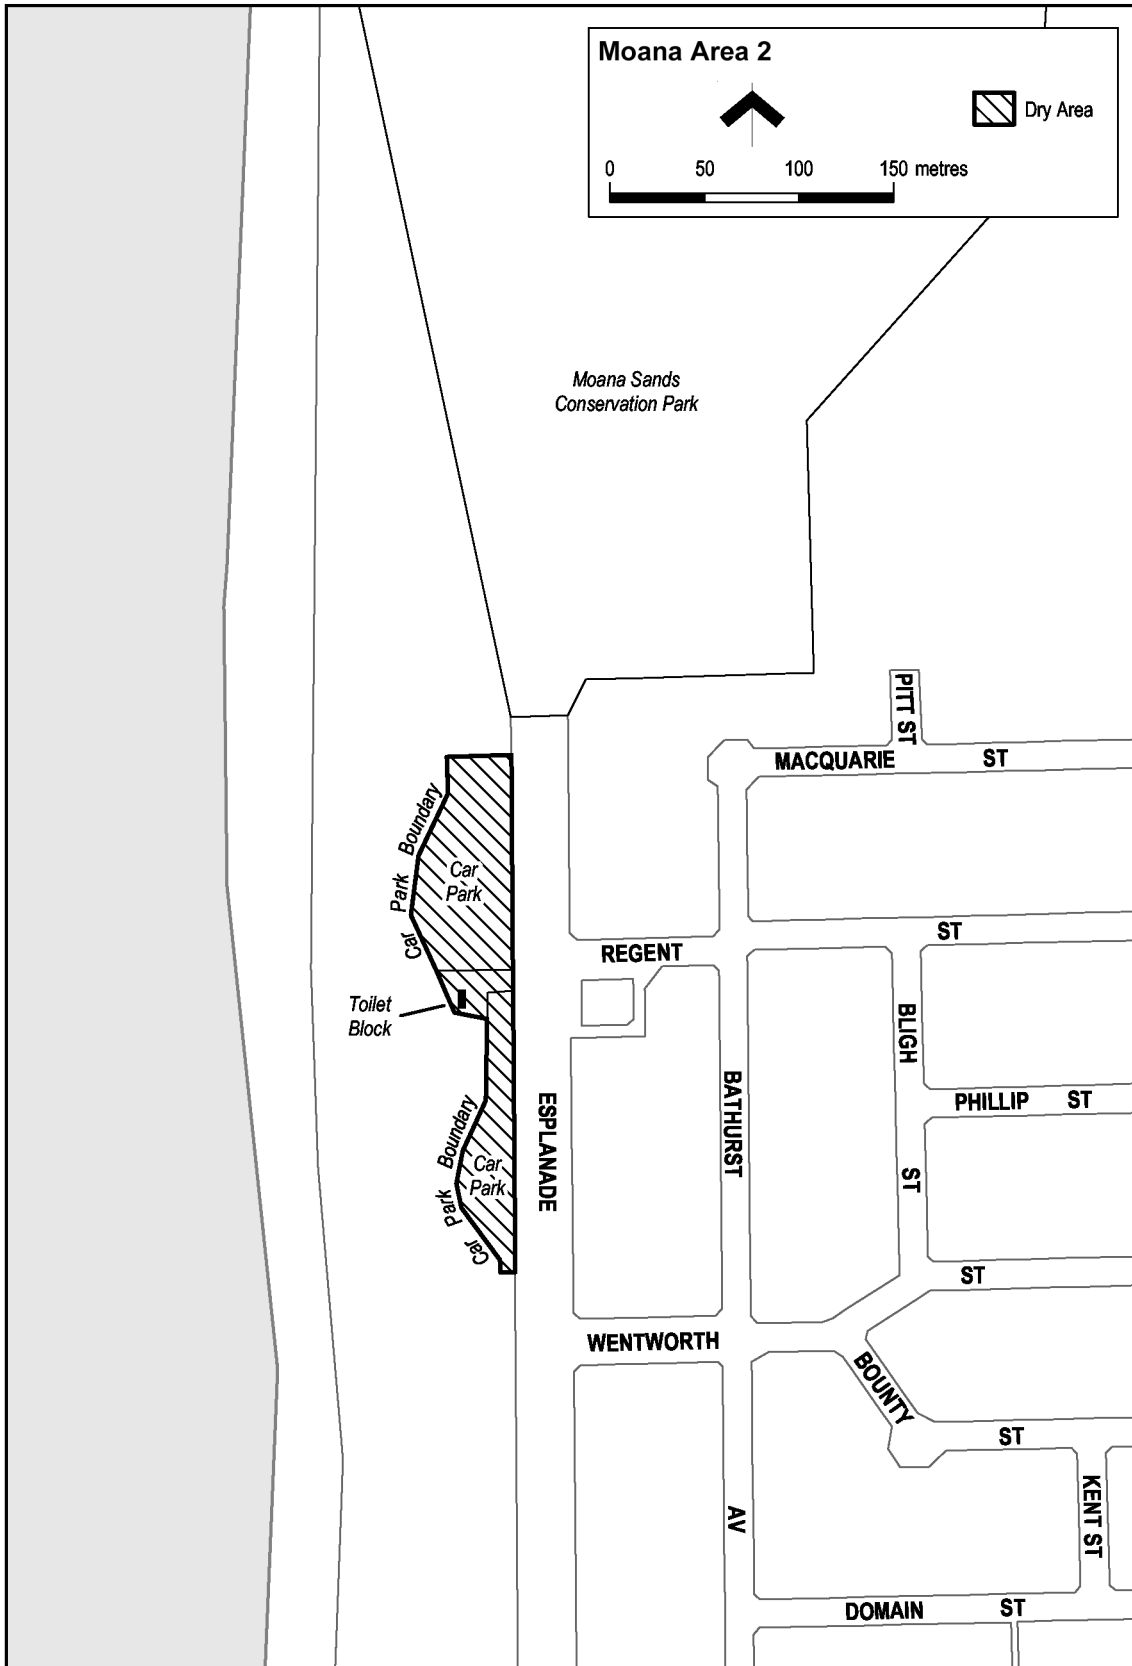 Moana Area 2
Dry Area
0 50 100 150 metres
Moana Sands
Conservation Park
PITT ST
MACQUARIE ST
Car Park Boundary
Car
Park
REGENT ST
Toilet
Block
BLIGH ST
ESPLANADE
BATHURST AV
PHILLIP ST
Car Park Boundary
Car
Park
WENTWORTH ST
BOUNTY ST
KENT ST
DOMAIN ST